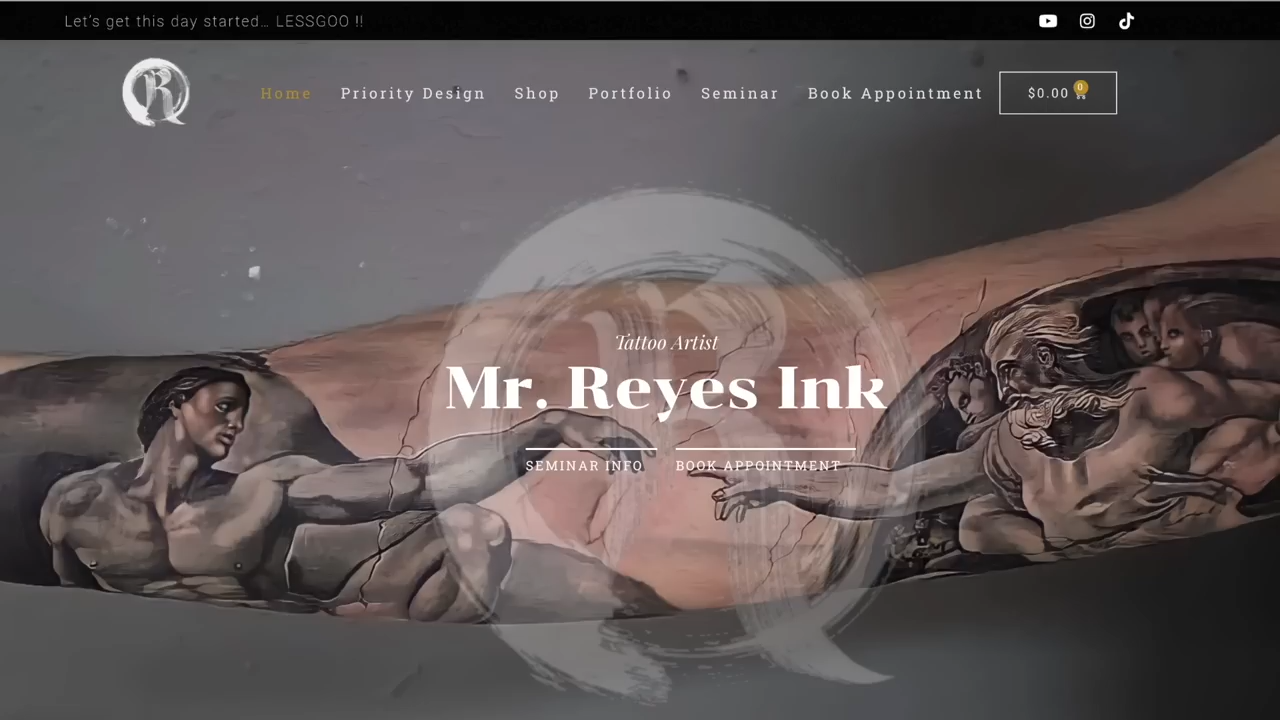 Let's get this day started… LESSGOO !!
R
Home Priority Design Shop Portfolio Seminar Book Appointment $0.00 0
Tattoo Artist
Mr. Reyes Ink
SEMINAR INFO BOOK APPOINTMENT